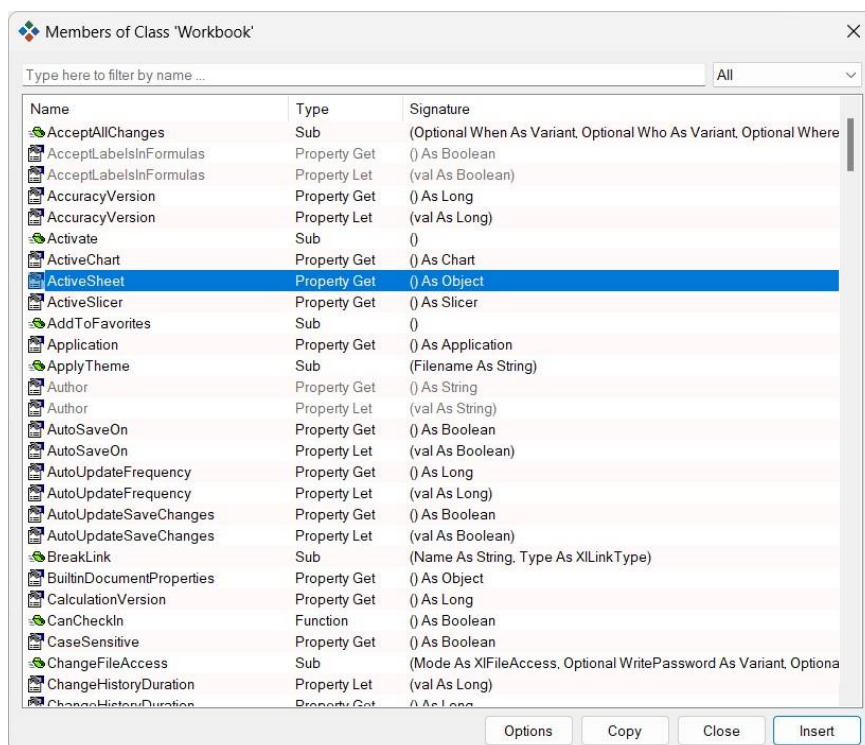 Members of Class 'Workbook'
Type here to filter by name ... All
Name Type Signature
AcceptAllChanges Sub (Optional When As Variant, Optional Who As Variant, Optional Where
AcceptLabelsInFormulas Property Get () As Boolean
AcceptLabelsInFormulas Property Let (val As Boolean)
AccuracyVersion Property Get () As Long
AccuracyVersion Property Let (val As Long)
Activate Sub ()
ActiveChart Property Get () As Chart
ActiveSheet Property Get () As Object
ActiveSlicer Property Get () As Slicer
AddToFavorites Sub ()
Application Property Get () As Application
ApplyTheme Sub (Filename As String)
Author Property Get () As String
Author Property Let (val As String)
AutoSaveOn Property Get () As Boolean
AutoSaveOn Property Let (val As Boolean)
AutoUpdateFrequency Property Get () As Long
AutoUpdateFrequency Property Let (val As Long)
AutoUpdateSaveChanges Property Get () As Boolean
AutoUpdateSaveChanges Property Let (val As Boolean)
BreakLink Sub (Name As String, Type As XlLinkType)
BuiltinDocumentProperties Property Get () As Object
CalculationVersion Property Get () As Long
CanCheckIn Function () As Boolean
CaseSensitive Property Get () As Boolean
ChangeFileAccess Sub (Mode As XlFileAccess, Optional WritePassword As Variant, Optiona
ChangeHistoryDuration Property Let (val As Long)
ChangeHistoryDuration Property Get () As Long
Options Copy Close Insert